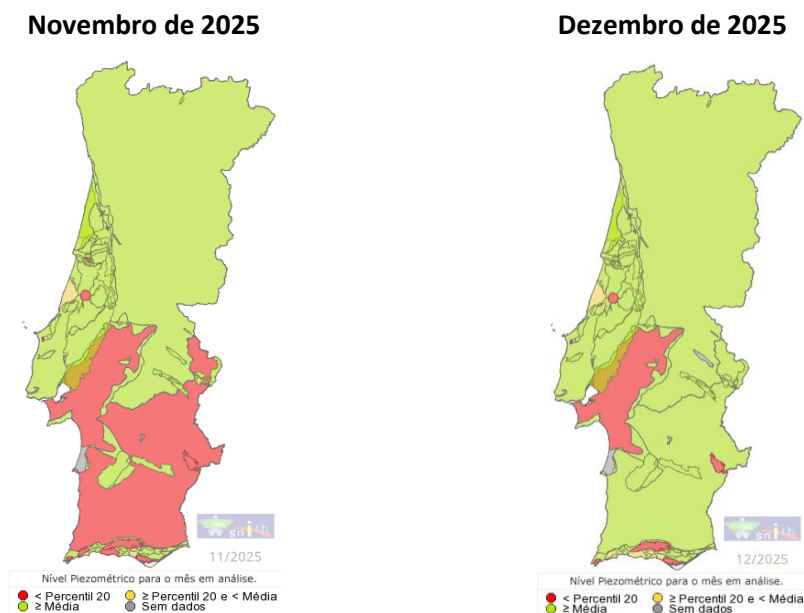 Novembro de 2025
Dezembro de 2025
snirh
11/2025
Nível Piezométrico para o mês em análise.
< Percentil 20
≥ Percentil 20 e < Média
≥ Média
Sem dados
snirh
12/2025
Nível Piezométrico para o mês em análise.
< Percentil 20
≥ Percentil 20 e < Média
≥ Média
Sem dados